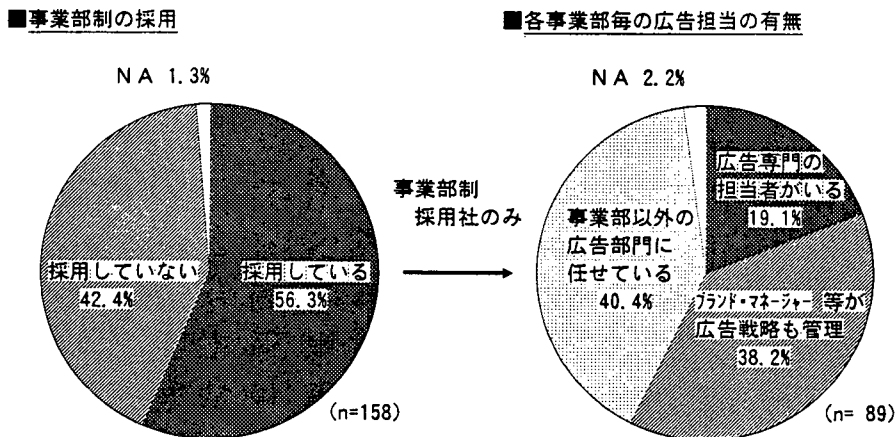 ■事業部制の採用
NA 1.3%
採用していない
42.4%
採用している
56.3%
(n=158)
事業部制
採用社のみ
■各事業部毎の広告担当の有無
NA 2.2%
広告専門の
担当者がいる
19.1%
事業部以外の
広告部門に
任せている
40.4%
ブランド・マネージャー 等が
広告戦略も管理
38.2%
(n= 89)